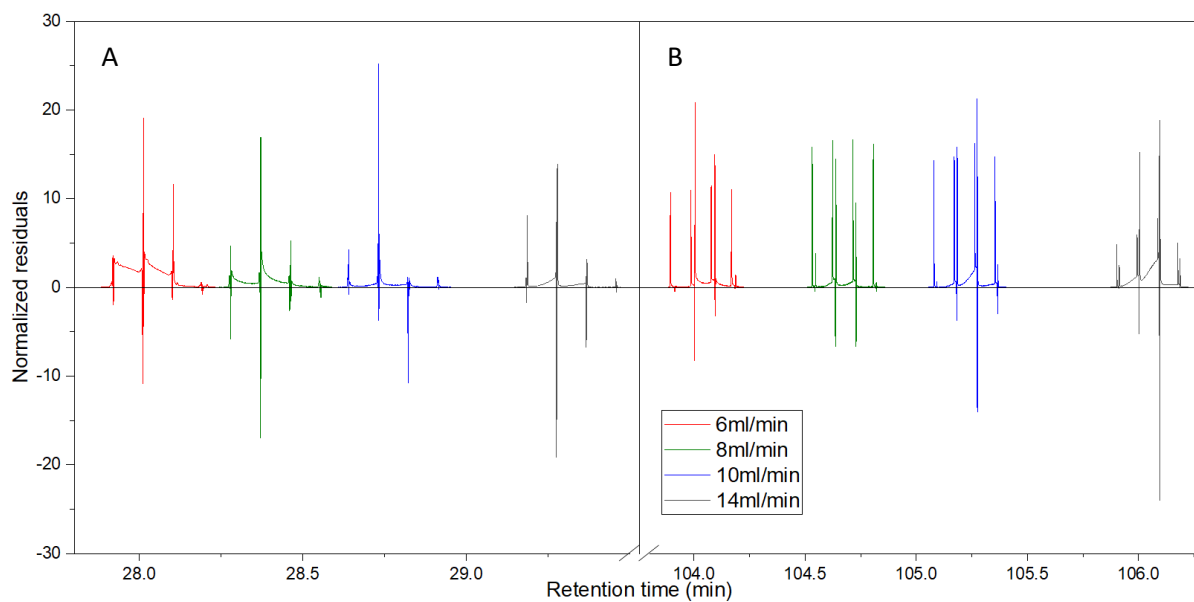 30
A
B
20
10
0
-10
-20
-30
Normalized residuals
6ml/min
8ml/min
10ml/min
14ml/min
28.0
28.5
29.0
104.0
104.5
105.0
105.5
106.0
Retention time (min)